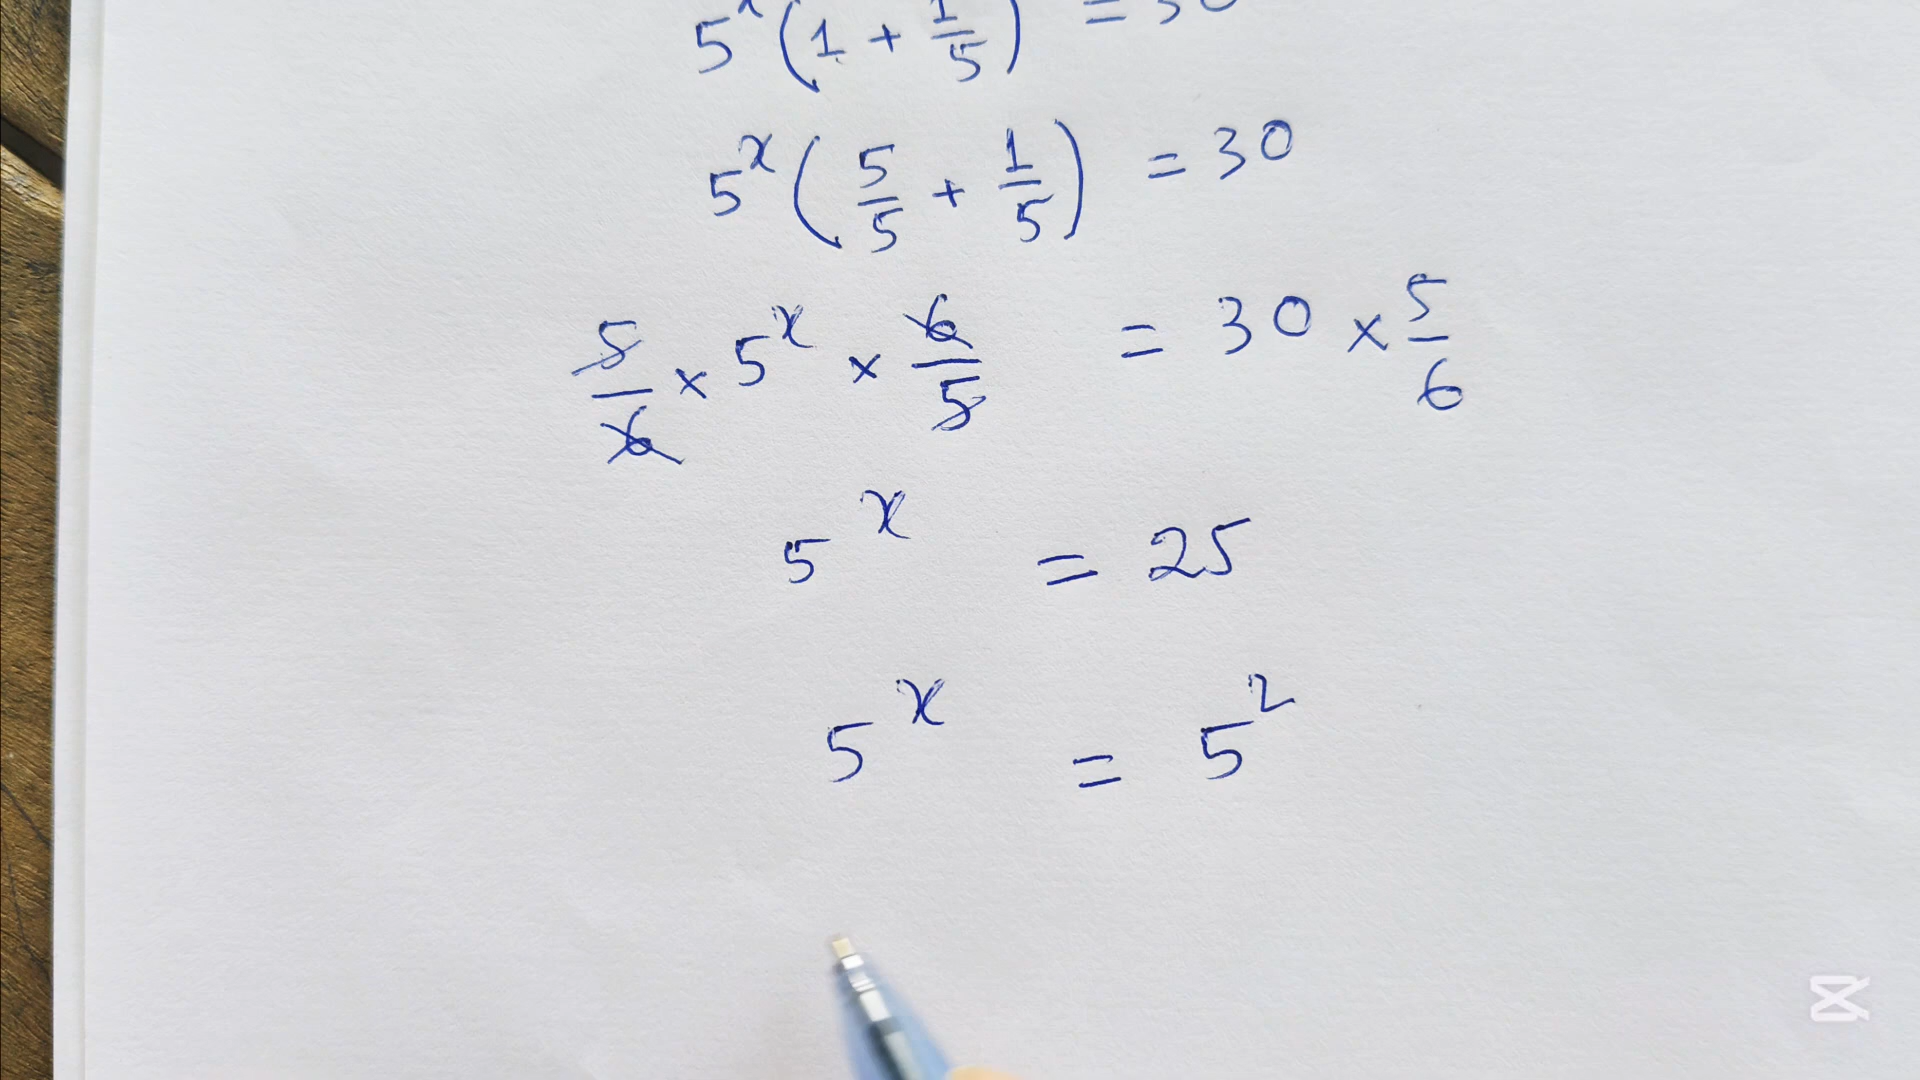 5^x (1 + 1/5) = 30
5^x (5/5 + 1/5) = 30
5/6 × 5^x × 6/5 = 30 × 5/6
5^x = 25
5^x = 5^2